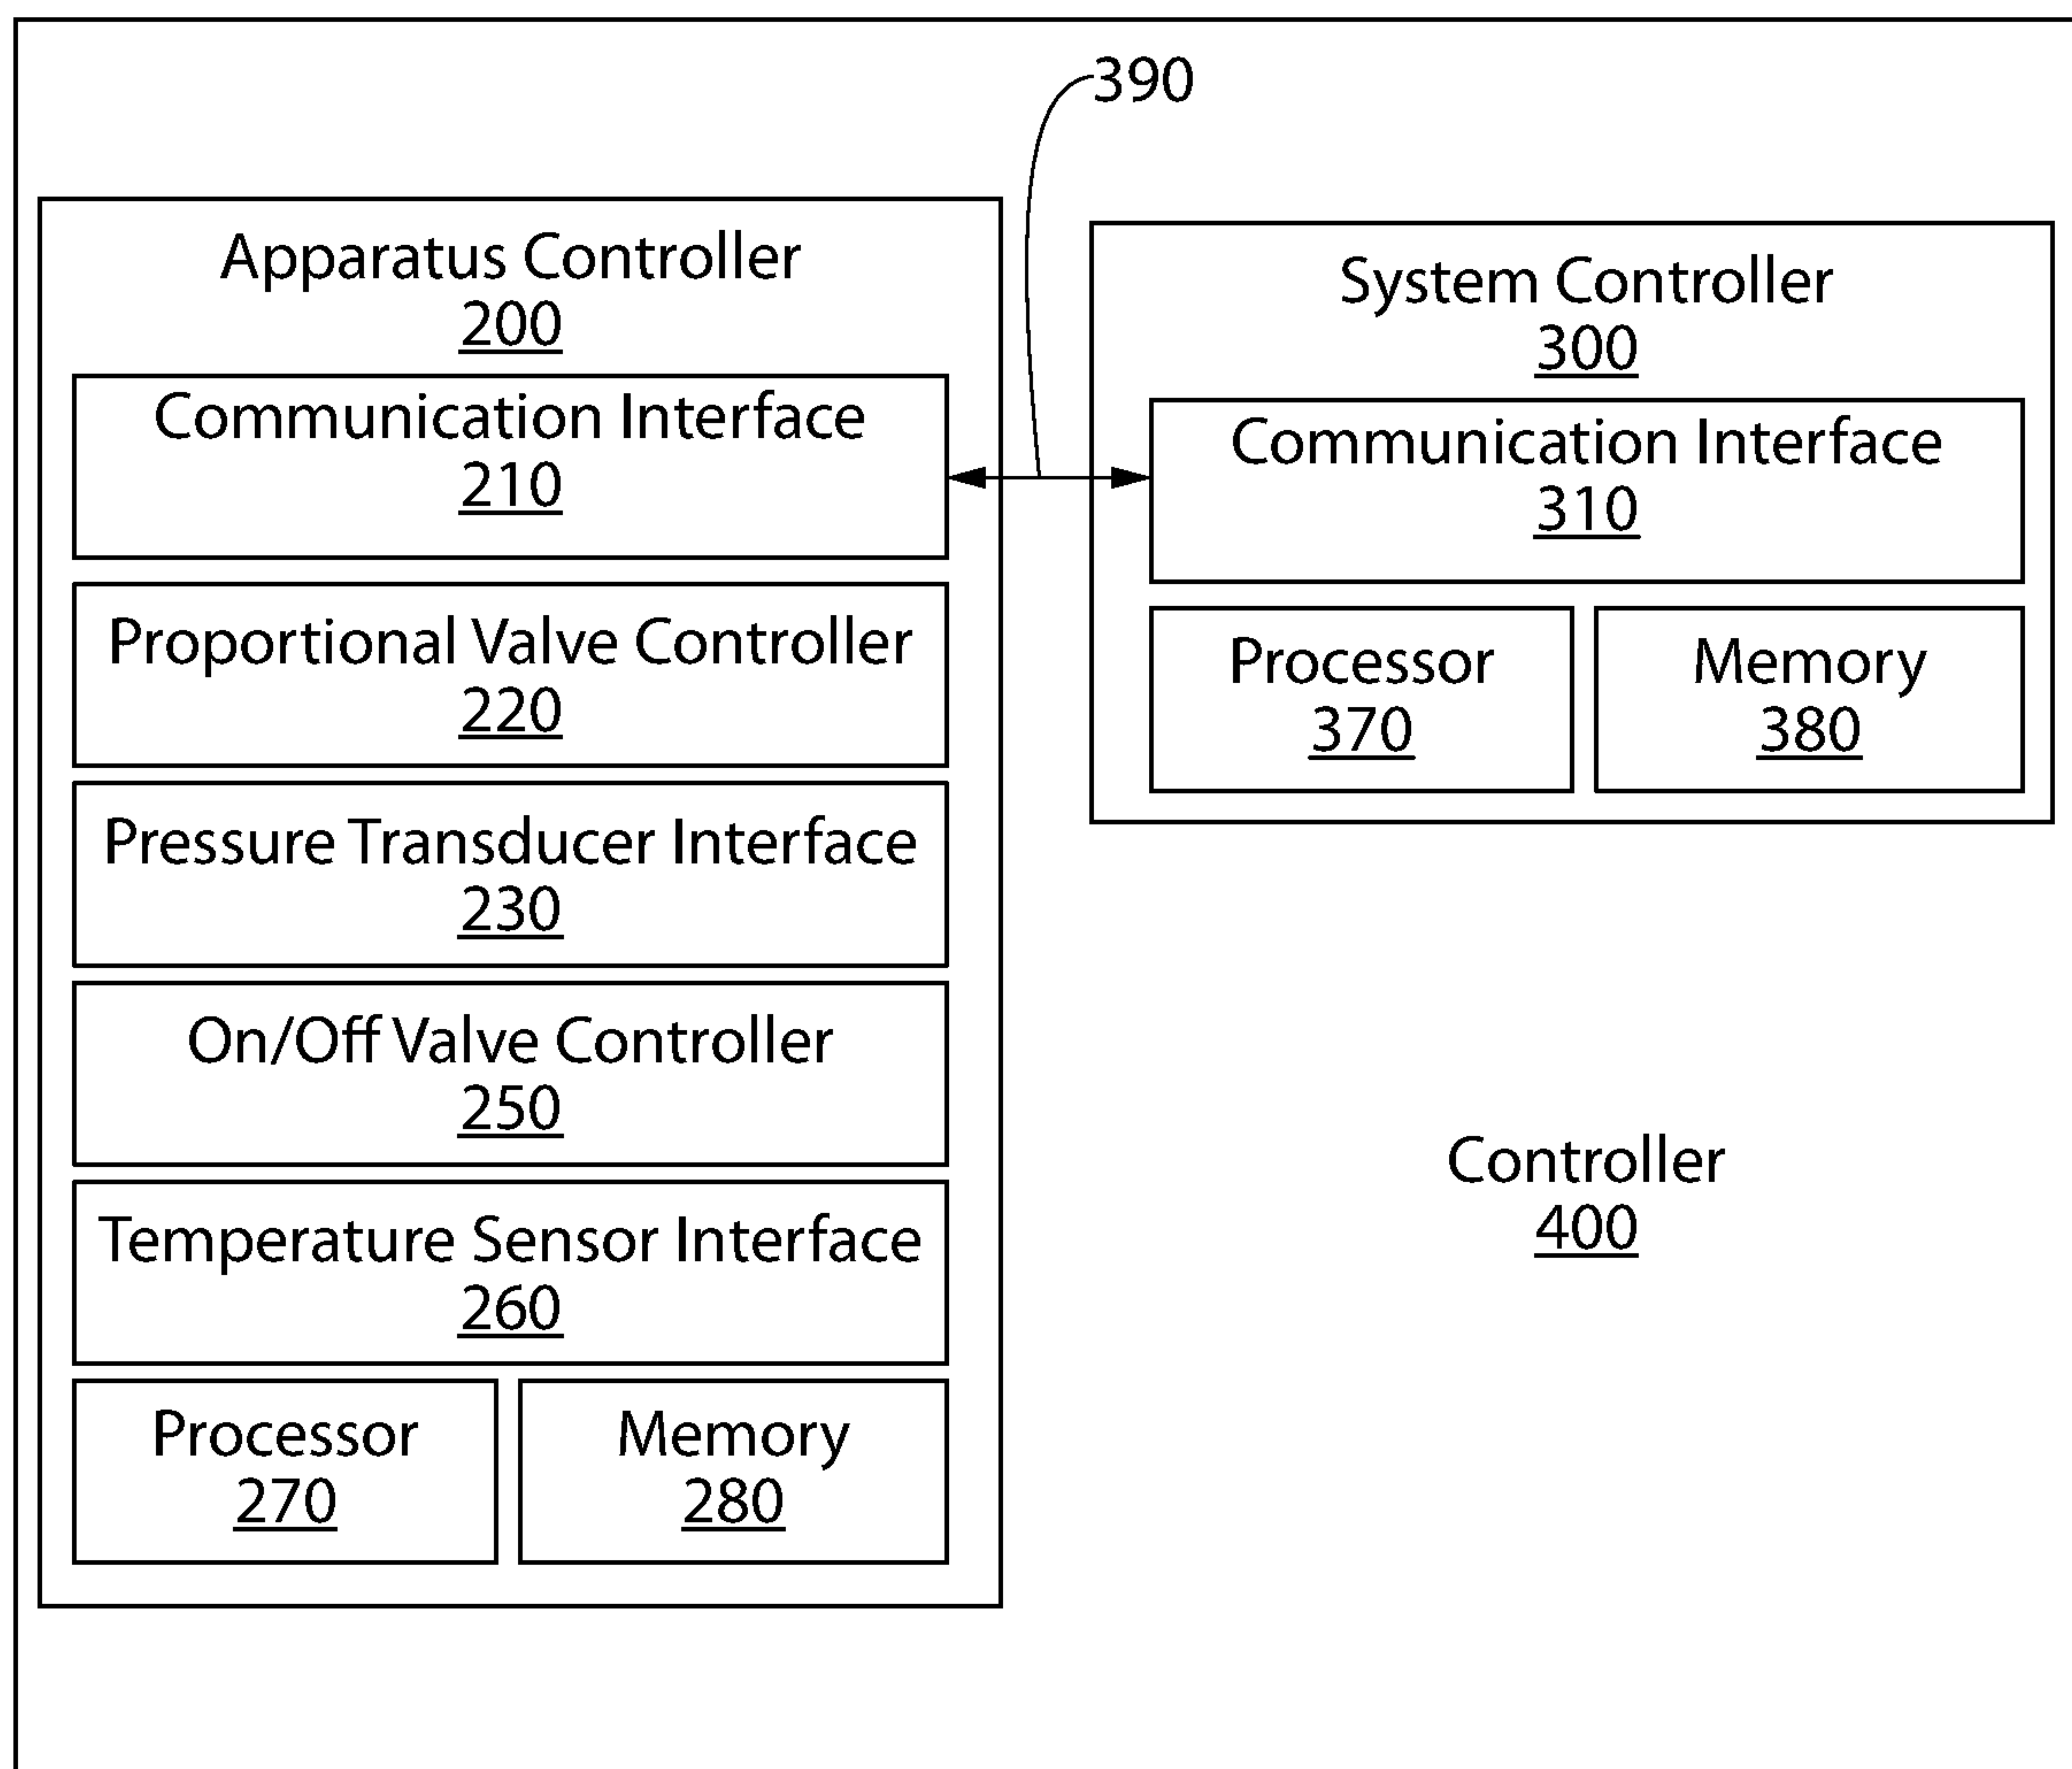 390
Apparatus Controller
200
Communication Interface
210
Proportional Valve Controller
220
Pressure Transducer Interface
230
On/Off Valve Controller
250
Temperature Sensor Interface
260
Processor
270
Memory
280
System Controller
300
Communication Interface
310
Processor
370
Memory
380
Controller
400